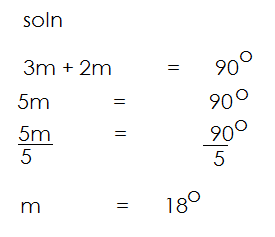 soln
3m + 2m = 90°
5m = 90°
5m/5 = 90°/5
m = 18°